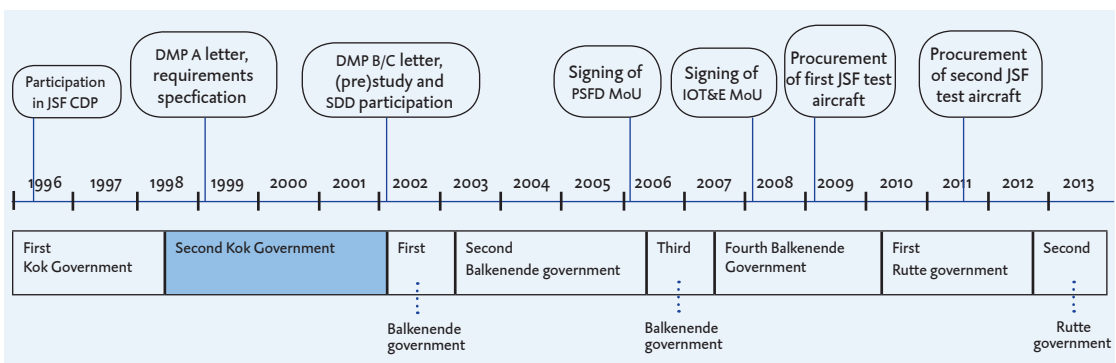 Participation
in JSF CDP
DMP A letter,
requirements
specfication
DMP B/C letter,
(pre)study and
SDD participation
Signing of
PSFD MoU
Signing of
IOT&E MoU
Procurement
of first JSF test
aircraft
Procurement
of second JSF
test aircraft
1996 1997 1998 1999 2000 2001 2002 2003 2004 2005 2006 2007 2008 2009 2010 2011 2012 2013
First
Kok Government
Second Kok Government
First
Balkenende
government
Second
Balkenende government
Third
Balkenende
government
Fourth Balkenende
Government
First
Rutte government
Second
Rutte
government